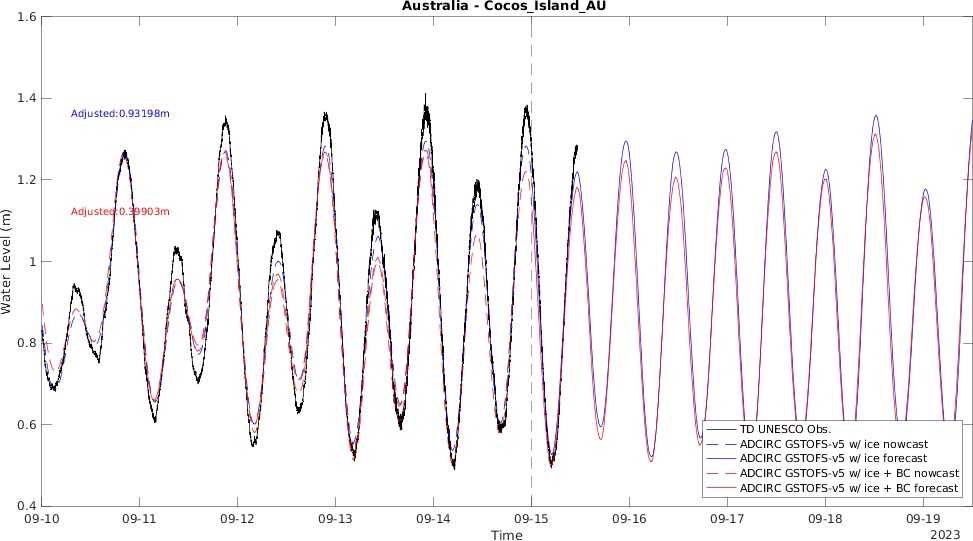 Australia - Cocos_Island_AU
1.6
1.4
1.2
1
0.8
0.6
0.4
Water Level (m)
Adjusted:0.93198m
Adjusted:0.39903m
TD UNESCO Obs.
ADCIRC GSTOFS-v5 w/ ice nowcast
ADCIRC GSTOFS-v5 w/ ice forecast
ADCIRC GSTOFS-v5 w/ ice + BC nowcast
ADCIRC GSTOFS-v5 w/ ice + BC forecast
09-10 09-11 09-12 09-13 09-14 09-15 09-16 09-17 09-18 09-19
Time
2023